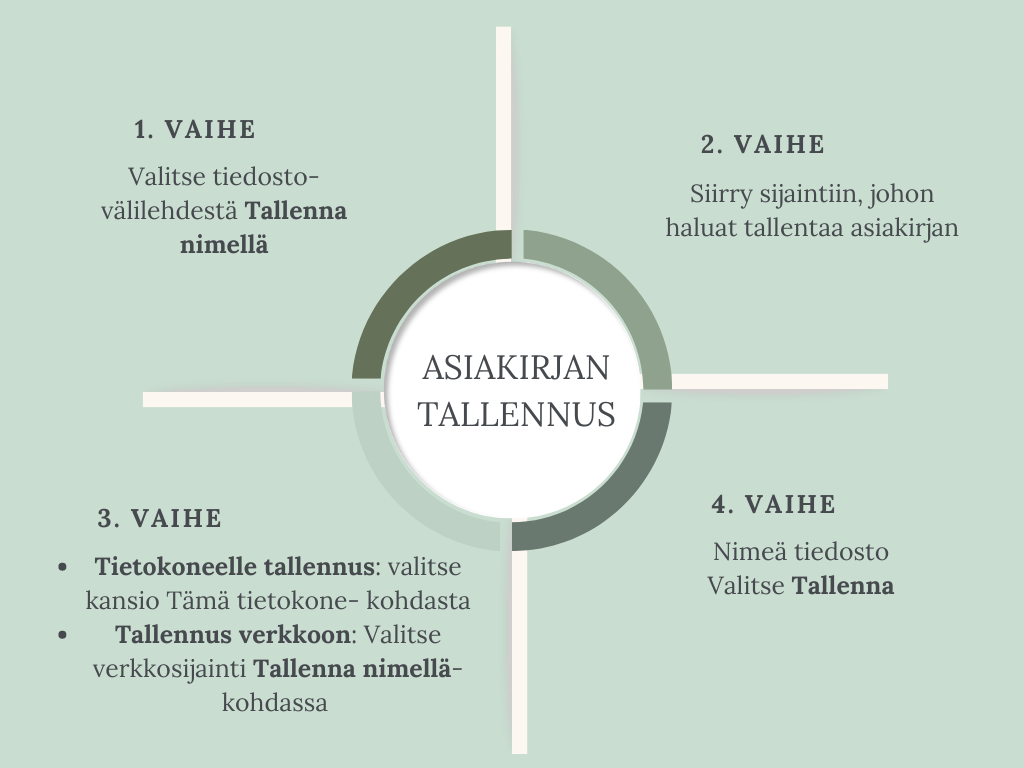 1. VAIHE
Valitse tiedosto-
välilehdestä Tallenna
nimellä
2. VAIHE
Siirry sijaintiin, johon
haluat tallentaa asiakirjan
ASIAKIRJAN
TALLENNUS
3. VAIHE
• Tietokoneelle tallennus: valitse
kansio Tämä tietokone- kohdasta
• Tallennus verkkoon: Valitse
verkkosijainti Tallenna nimellä-
kohdassa
4. VAIHE
Nimeä tiedosto
Valitse Tallenna